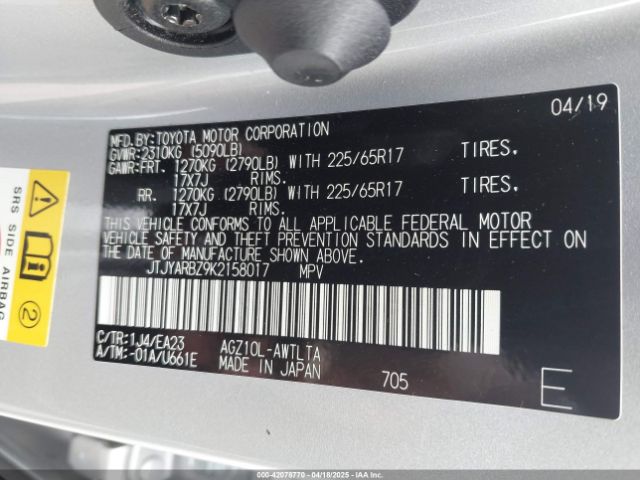 04/19
MFD.BY:TOYOTA MOTOR CORPORATION
GVWR:2310KG (5090LB)
GAWR:FRT. 1270KG (2790LB) WITH 225/65R17 TIRES.
17X7J RIMS.
RR. 1270KG (2790LB) WITH 225/65R17 TIRES.
17X7J RIMS.
THIS VEHICLE CONFORMS TO ALL APPLICABLE FEDERAL MOTOR
VEHICLE SAFETY AND THEFT PREVENTION STANDARDS IN EFFECT ON
THE DATE OF MANUFACTURE SHOWN ABOVE.
JTJYARBZ9K2158017 MPV
C/TR:1J4/EA23 AGZ10L-AWTLTA
A/TM:-01A/U661E MADE IN JAPAN 705 E
SRS SIDE AIRBAG
2
000-42078770 - 04/18/2025 - IAAI.com